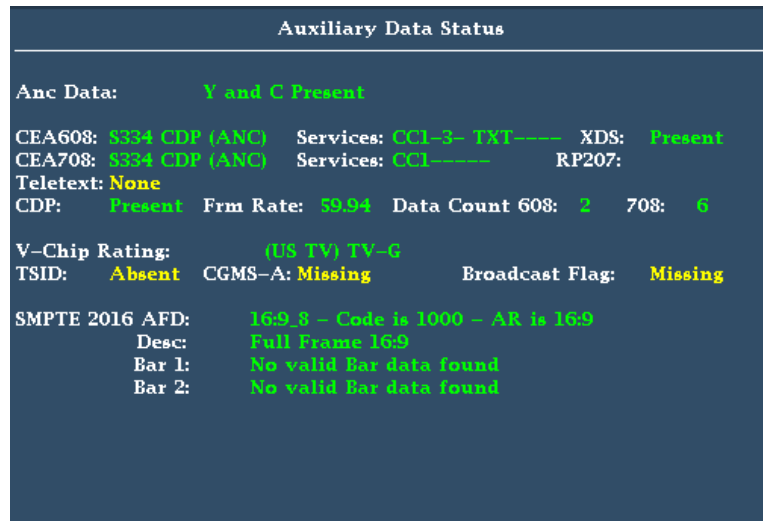 Auxiliary Data Status
Anc Data: Y and C Present
CEA608: S334 CDP (ANC) Services: CC1-3- TXT---- XDS: Present
CEA708: S334 CDP (ANC) Services: CC1----- RP207:
Teletext: None
CDP: Present Frm Rate: 59.94 Data Count 608: 2 708: 6
V-Chip Rating: (US TV) TV-G
TSID: Absent CGMS-A: Missing Broadcast Flag: Missing
SMPTE 2016 AFD: 16:9_8 - Code is 1000 - AR is 16:9
Desc: Full Frame 16:9
Bar 1: No valid Bar data found
Bar 2: No valid Bar data found